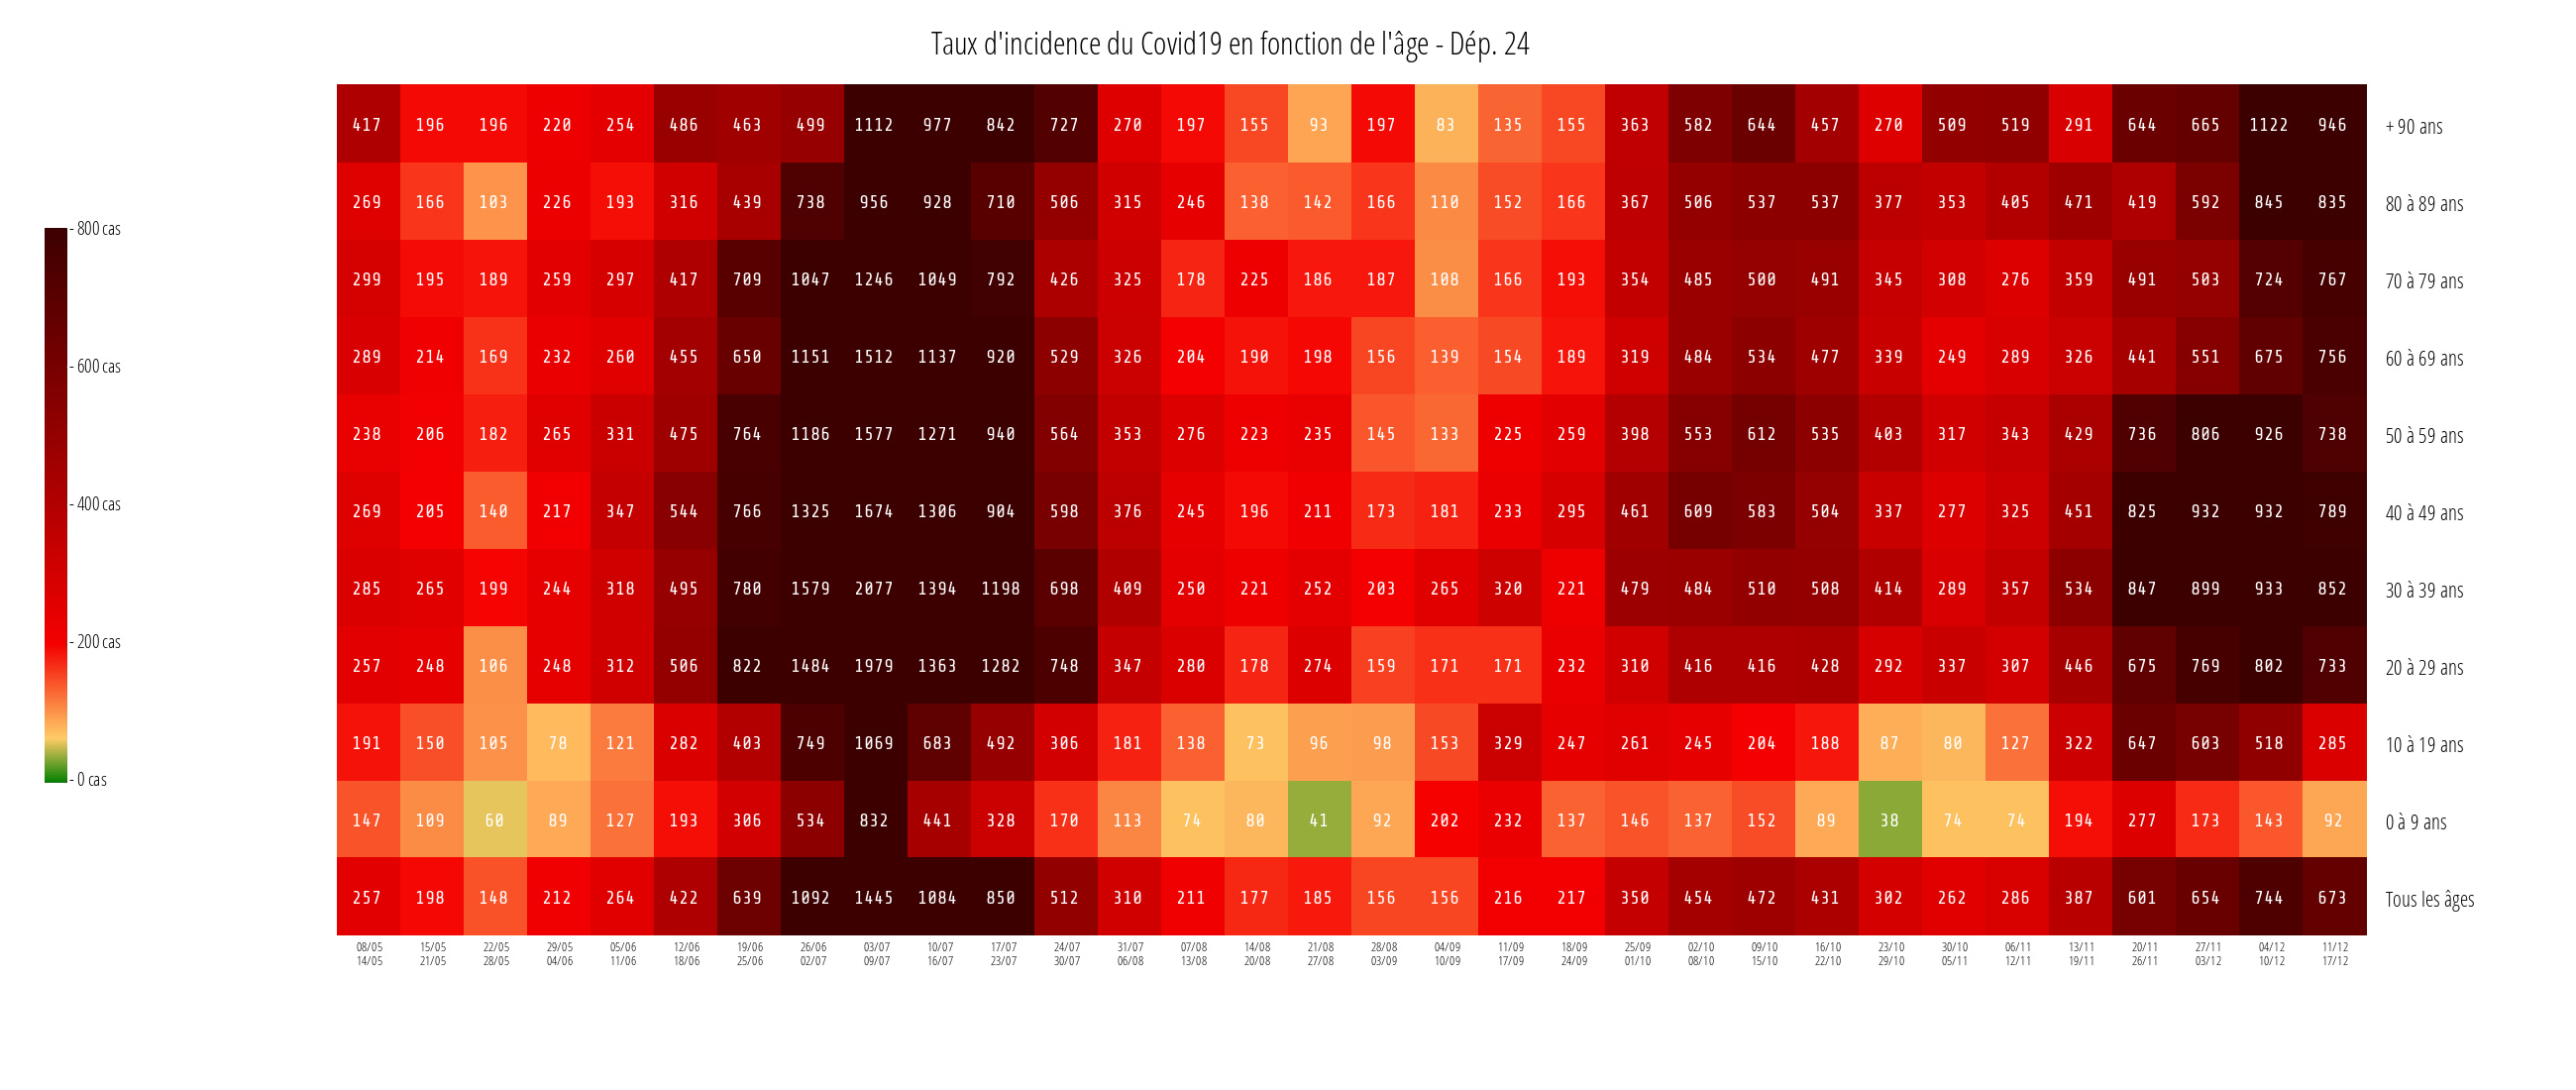 Taux d'incidence du Covid19 en fonction de l'âge - Dép. 24
- 800 cas
- 600 cas
- 400 cas
- 200 cas
- 0 cas
417 196 196 220 254 486 463 499 1112 977 842 727 270 197 155 93 197 83 135 155 363 582 644 457 270 509 519 291 644 665 1122 946 + 90 ans
269 166 103 226 193 316 439 738 956 928 710 506 315 246 138 142 166 110 152 166 367 506 537 537 377 353 405 471 419 592 845 835 80 à 89 ans
299 195 189 259 297 417 709 1047 1246 1049 792 426 325 178 225 186 187 108 166 193 354 485 500 491 345 308 276 359 491 503 724 767 70 à 79 ans
289 214 169 232 260 455 650 1151 1512 1137 920 529 326 204 190 198 156 139 154 189 319 484 534 477 339 249 289 326 441 551 675 756 60 à 69 ans
238 206 182 265 331 475 764 1186 1577 1271 940 564 353 276 223 235 145 133 225 259 398 553 612 535 403 317 343 429 736 806 926 738 50 à 59 ans
269 205 140 217 347 544 766 1325 1674 1306 904 598 376 245 196 211 173 181 233 295 461 609 583 504 337 277 325 451 825 932 932 789 40 à 49 ans
285 265 199 244 318 495 780 1579 2077 1394 1198 698 409 250 221 252 203 265 320 221 479 484 510 508 414 289 357 534 847 899 933 852 30 à 39 ans
257 248 106 248 312 506 822 1484 1979 1363 1282 748 347 280 178 274 159 171 171 232 310 416 416 428 292 337 307 446 675 769 802 733 20 à 29 ans
191 150 105 78 121 282 403 749 1069 683 492 306 181 138 73 96 98 153 329 247 261 245 204 188 87 80 127 322 647 603 518 285 10 à 19 ans
147 109 60 89 127 193 306 534 832 441 328 170 113 74 80 41 92 202 232 137 146 137 152 89 38 74 74 194 277 173 143 92 0 à 9 ans
257 198 148 212 264 422 639 1092 1445 1084 850 512 310 211 177 185 156 156 216 217 350 454 472 431 302 262 286 387 601 654 744 673 Tous les âges
08/05 15/05 22/05 29/05 05/06 12/06 19/06 26/06 03/07 10/07 17/07 24/07 31/07 07/08 14/08 21/08 28/08 04/09 11/09 18/09 25/09 02/10 09/10 16/10 23/10 30/10 06/11 13/11 20/11 27/11 04/12 11/12
14/05 21/05 28/05 04/06 11/06 18/06 25/06 02/07 09/07 16/07 23/07 30/07 06/08 13/08 20/08 27/08 03/09 10/09 17/09 24/09 01/10 08/10 15/10 22/10 29/10 05/11 12/11 19/11 26/11 03/12 10/12 17/12